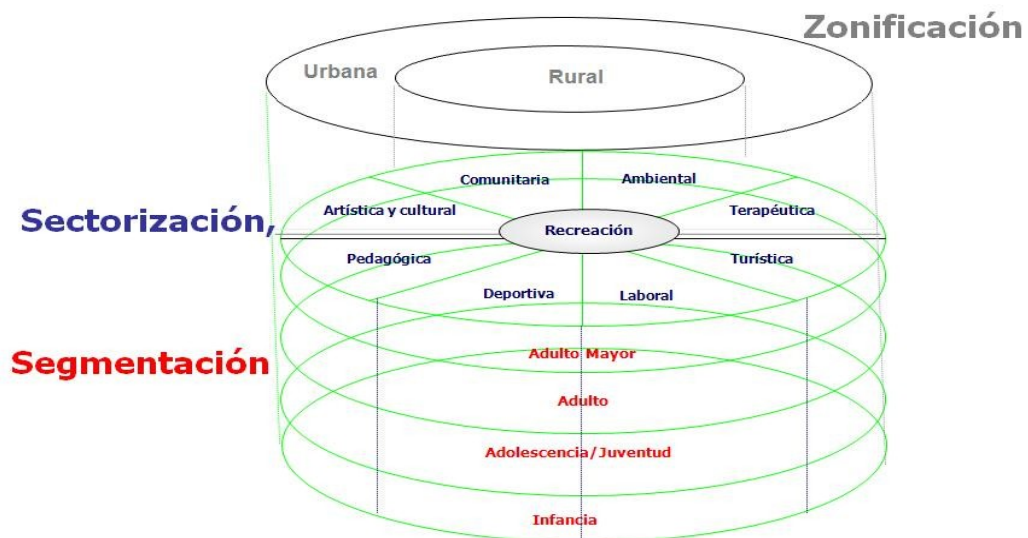 Zonificación
Urbana
Rural
Comunitaria
Ambiental
Artística y cultural
Terapéutica
Sectorización,
Recreación
Pedagógica
Turística
Deportiva
Laboral
Segmentación
Adulto Mayor
Adulto
Adolescencia/Juventud
Infancia